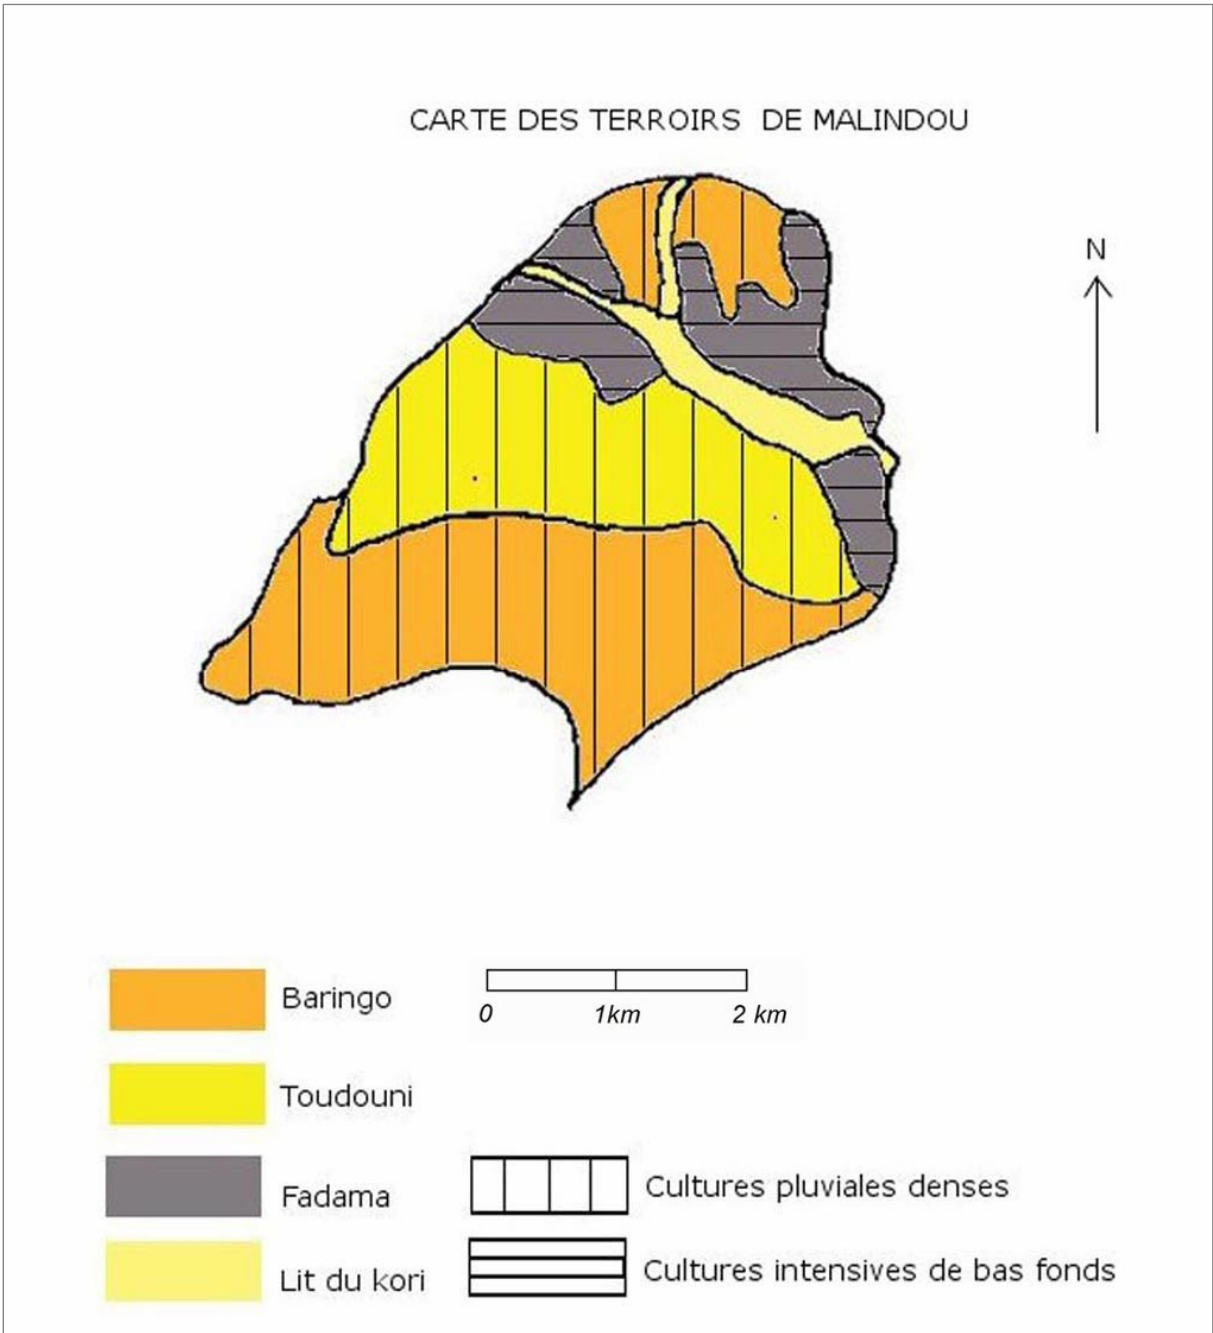 CARTE DES TERROIRS DE MALINDOU
N
Baringo
0 1km 2 km
Toudouni
Fadama
Cultures pluviales denses
Lit du kori
Cultures intensives de bas fonds